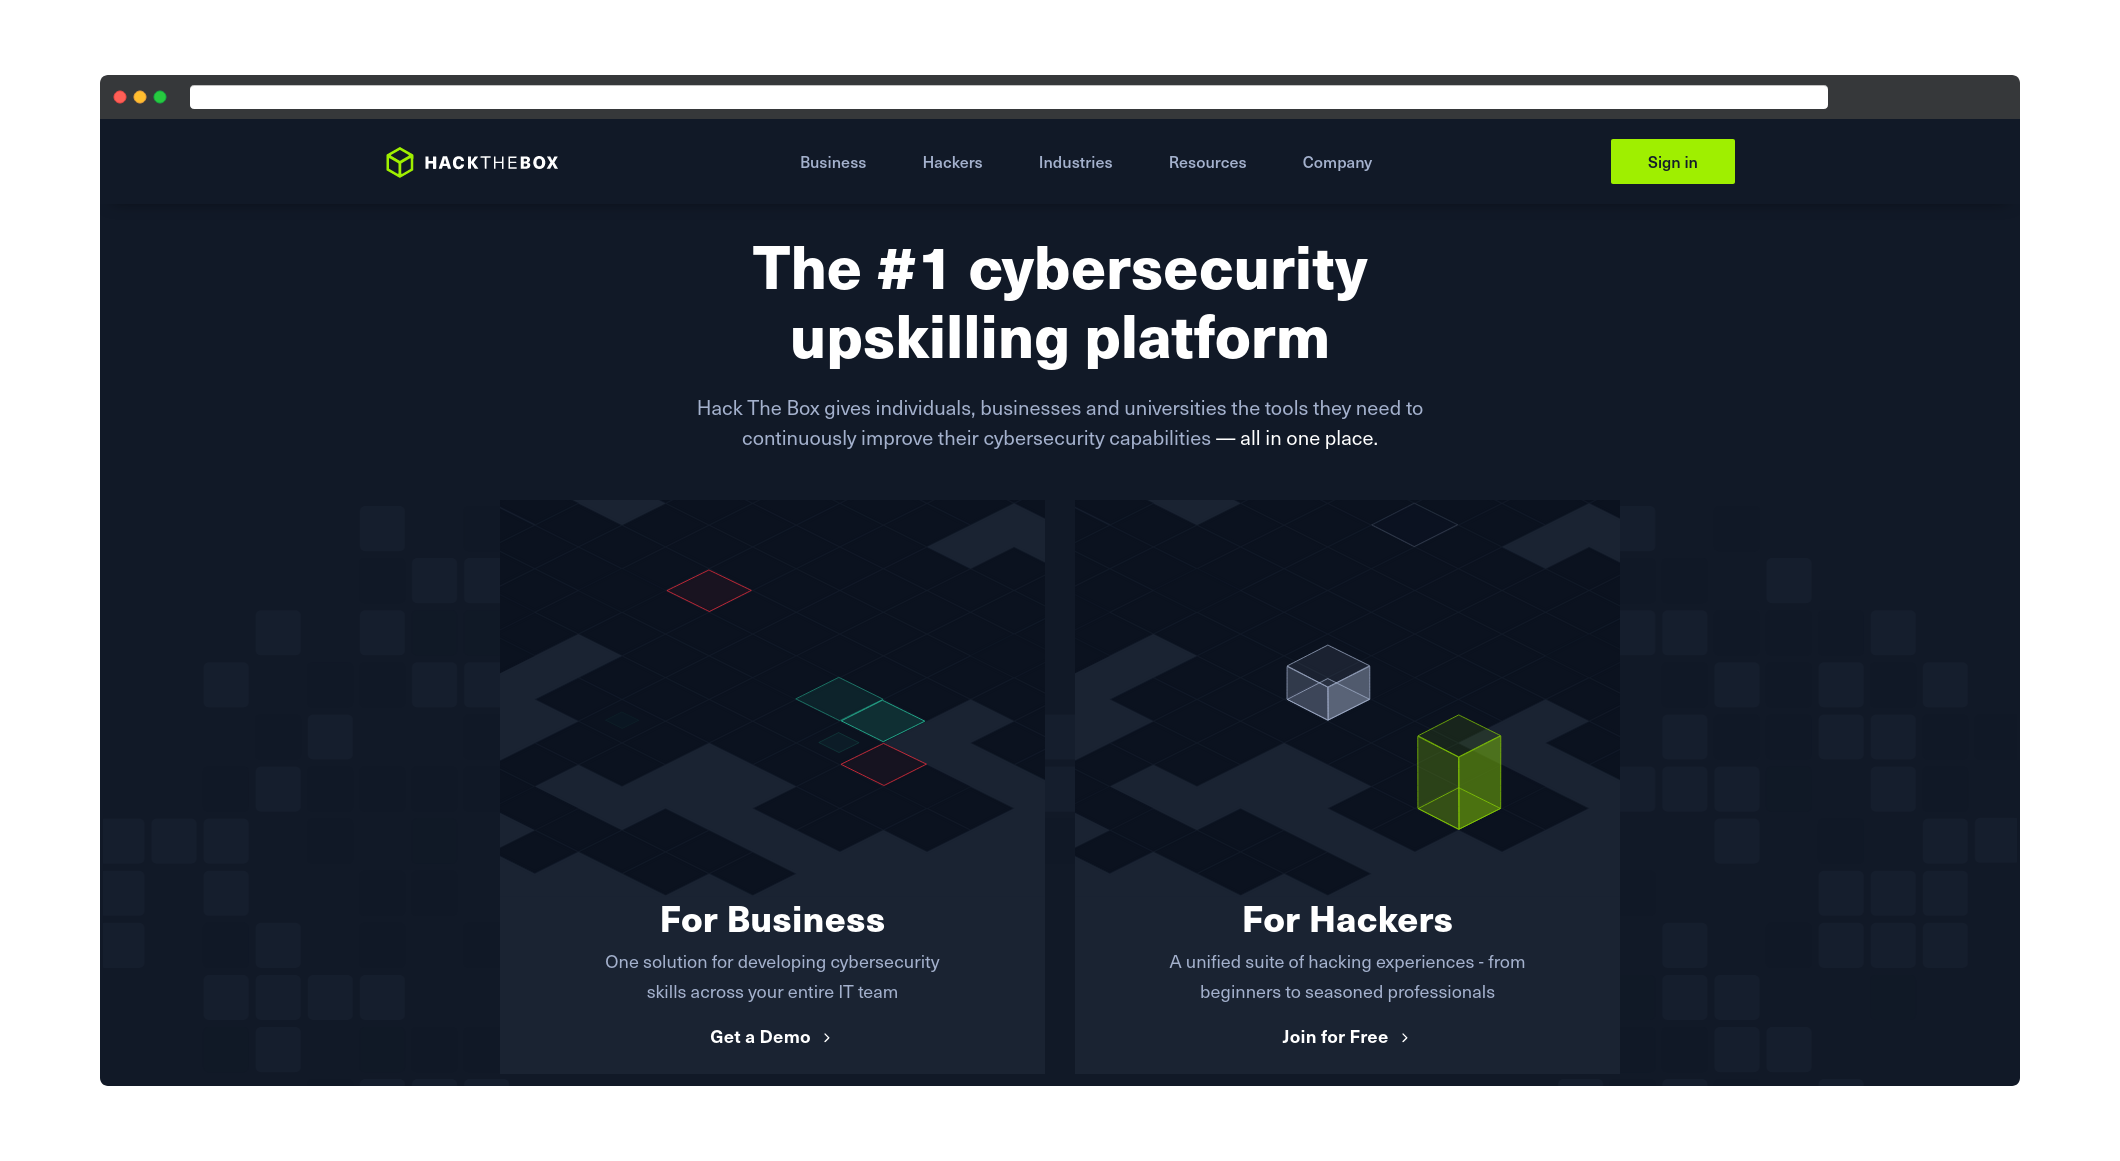 HACKTHEBOX
Business
Hackers
Industries
Resources
Company
Sign in
The #1 cybersecurity
upskilling platform
Hack The Box gives individuals, businesses and universities the tools they need to
continuously improve their cybersecurity capabilities — all in one place.
For Business
One solution for developing cybersecurity
skills across your entire IT team
Get a Demo
For Hackers
A unified suite of hacking experiences - from
beginners to seasoned professionals
Join for Free